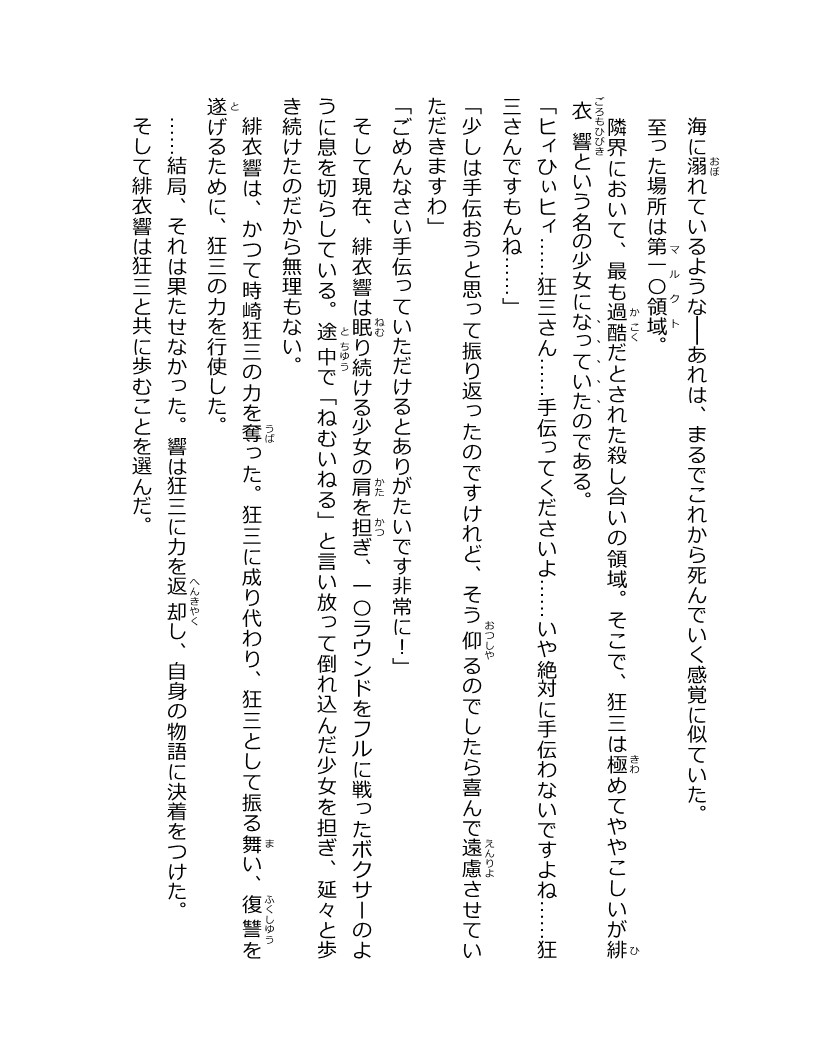 海に溺れているような――あれは、まるでこれから死んでいく感覚に似ていた。
至った場所は第一〇領域。
隣界において、最も過酷だとされた殺し合いの領域。そこで、狂三は極めてややこしいが緋
衣響という名の少女になっていたのである。
「ヒィひぃヒィ……狂三さん……手伝ってくださいよ……いや絶対に手伝わないですよね……狂
三さんですもんね……」
「少しは手伝おうと思って振り返ったのですけれど、そう仰るのでしたら喜んで遠慮させてい
ただきますわ」
「ごめんなさい手伝っていただけるとありがたいです非常に！」
そして現在、緋衣響は眠り続ける少女の肩を担ぎ、一〇ラウンドをフルに戦ったボクサーのよ
うに息を切らしている。途中で「ねむいねる」と言い放って倒れ込んだ少女を担ぎ、延々と歩
き続けたのだから無理もない。
緋衣響は、かつて時崎狂三の力を奪った。狂三に成り代わり、狂三として振る舞い、復讐を
遂げるために、狂三の力を行使した。
……結局、それは果たせなかった。響は狂三に力を返却し、自身の物語に決着をつけた。
そして緋衣響は狂三と共に歩むことを選んだ。